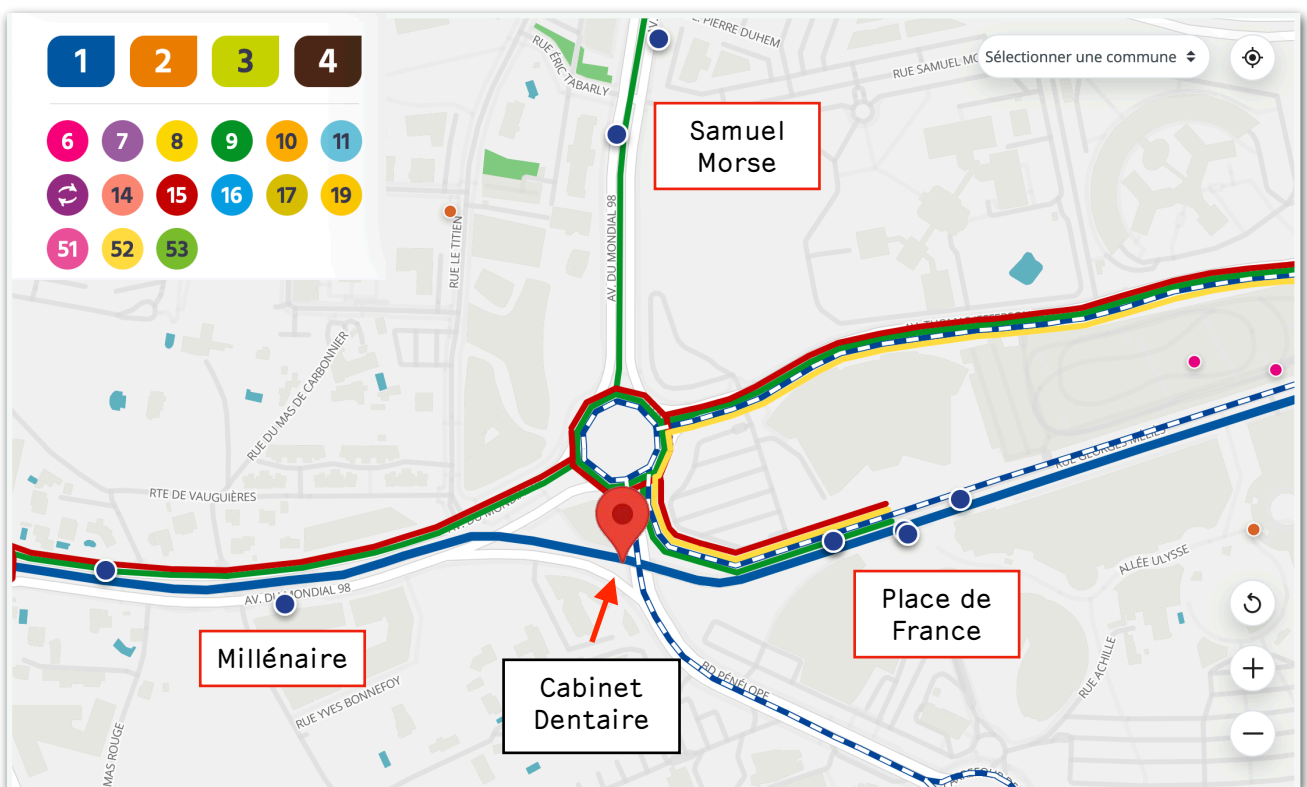 1 2 3 4
6 7 8 9 10 11
14 15 16 17 19
51 52 53
PIERRE DUHEM
RUE ÉRIC TABARLY
RUE SAMUEL MO
Sélectionner une commune
Samuel
Morse
AV. DU MONDIAL 98
RUE LE TITIEN
RUE DU MAS DE CARBONNIER
RTE DE VAUGUIÈRES
RUE GEORGES MÉLIÈS
ALLÉE ULYSSE
AV. DU MONDIAL 98
Place de
France
Millénaire
Cabinet
Dentaire
BD PÉNÉLOPE
RUE ACHILLE
RUE YVES BONNEFOY
MAS ROUGE